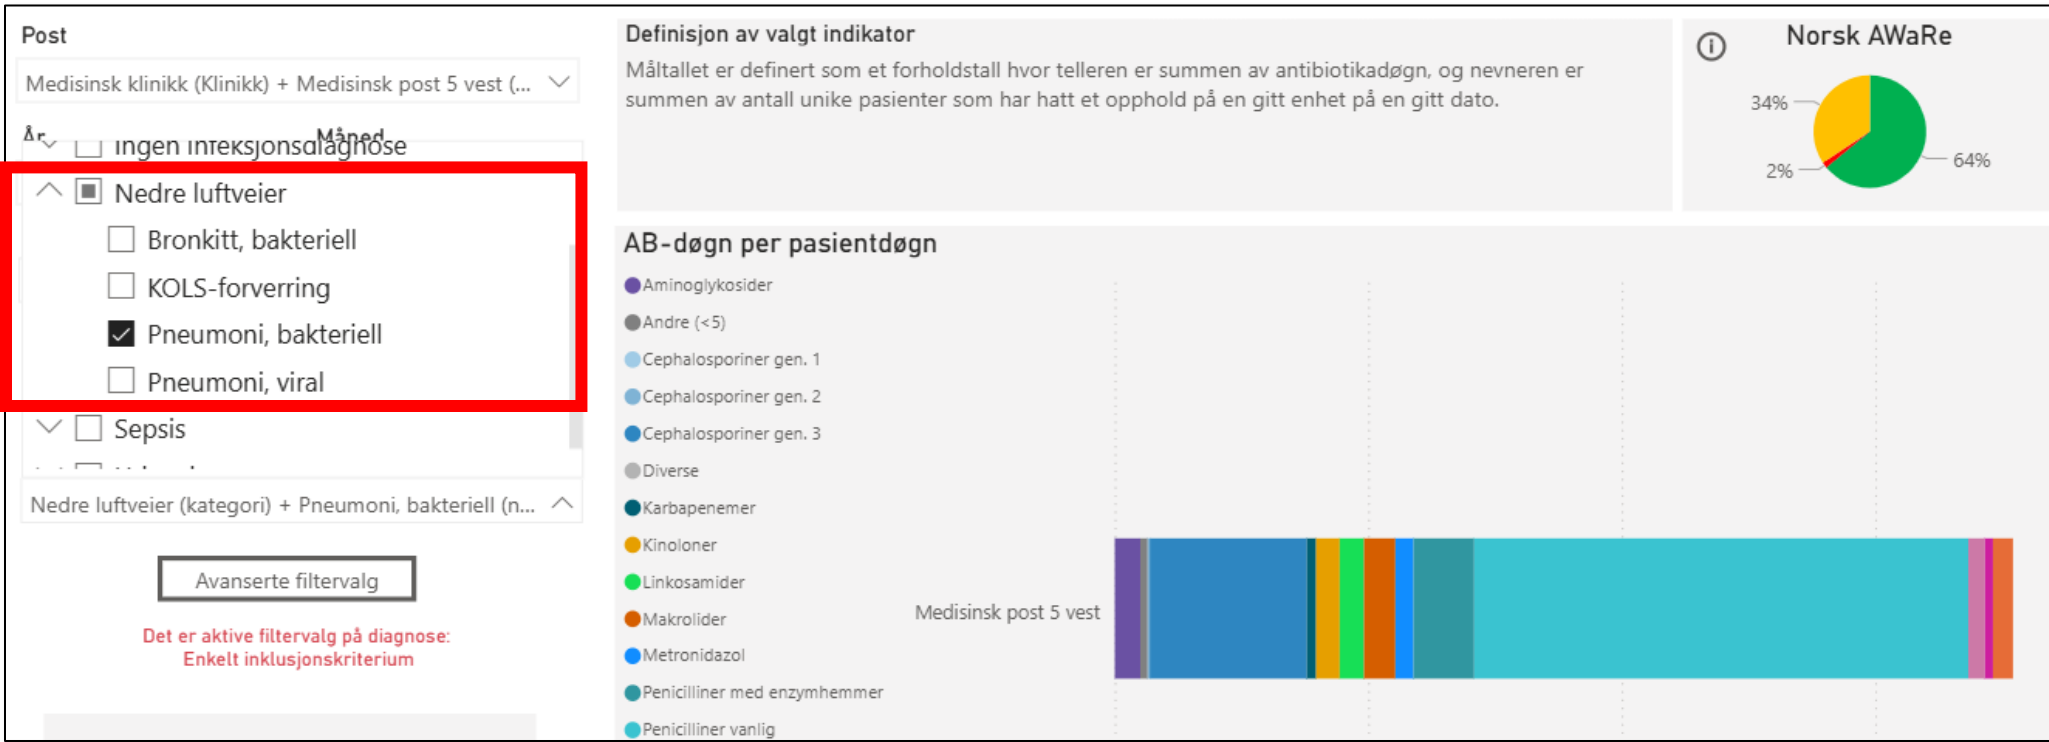 Post
Medisinsk klinikk (Klinikk) + Medisinsk post 5 vest (...
År
Måned
Ingen infeksjonsdiagnose
Nedre luftveier
Bronkitt, bakteriell
KOLS-forverring
Pneumoni, bakteriell
Pneumoni, viral
Sepsis
Nedre luftveier (kategori) + Pneumoni, bakteriell (n...
Avanserte filtervalg
Det er aktive filtervalg på diagnose:
Enkelt inklusjonskriterium
Definisjon av valgt indikator
Måltallet er definert som et forholdstall hvor telleren er summen av antibiotikadøgn, og nevneren er
summen av antall unike pasienter som har hatt et opphold på en gitt enhet på en gitt dato.
Norsk AWaRe
34%
2%
64%
AB-døgn per pasientdøgn
Aminoglykosider
Andre (<5)
Cephalosporiner gen. 1
Cephalosporiner gen. 2
Cephalosporiner gen. 3
Diverse
Karbapenemer
Kinoloner
Linkosamider
Makrolider
Metronidazol
Penicilliner med enzymhemmer
Penicilliner vanlig
Medisinsk post 5 vest